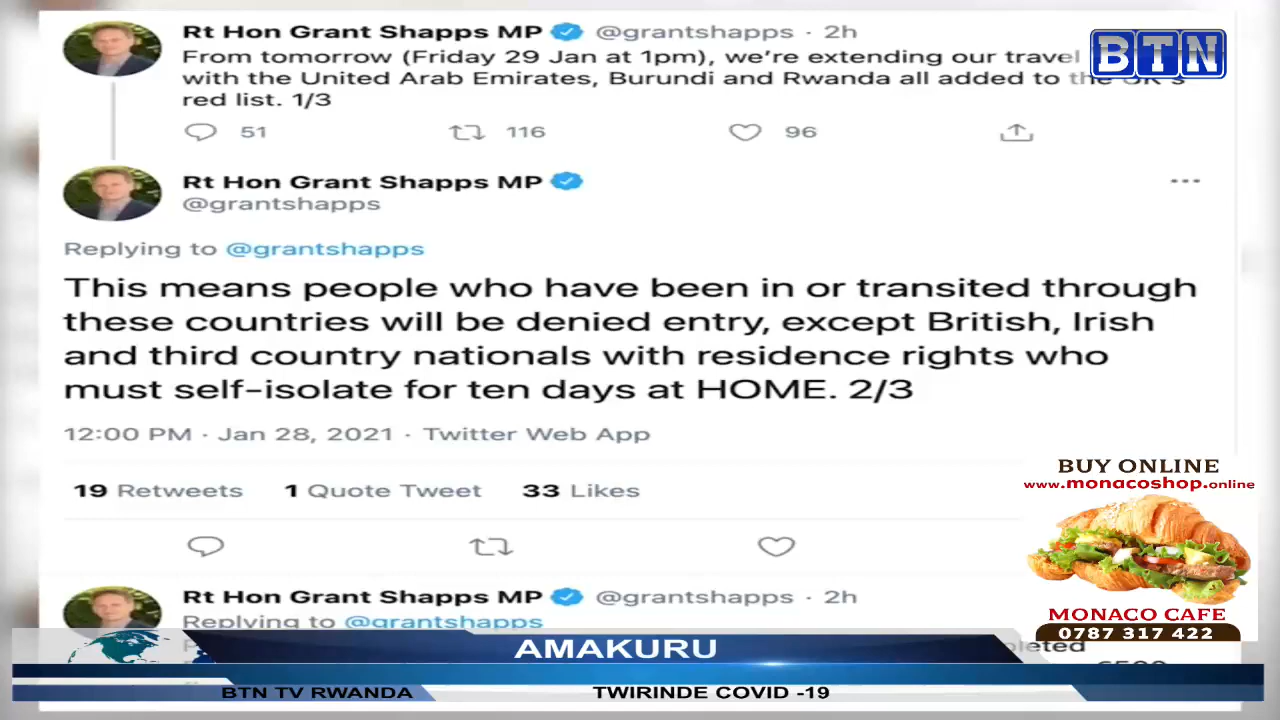 Rt Hon Grant Shapps MP @grantshapps · 2h
From tomorrow (Friday 29 Jan at 1pm), we're extending our travel
with the United Arab Emirates, Burundi and Rwanda all added to the UK's
red list. 1/3
51 116 96
BTN
Rt Hon Grant Shapps MP
@grantshapps
Replying to @grantshapps
This means people who have been in or transited through
these countries will be denied entry, except British, Irish
and third country nationals with residence rights who
must self-isolate for ten days at HOME. 2/3
12:00 PM · Jan 28, 2021 · Twitter Web App
19 Retweets 1 Quote Tweet 33 Likes
BUY ONLINE
www.monacoshop.online
MONACO CAFE
0787 317 422
Rt Hon Grant Shapps MP @grantshapps · 2h
Replying to @grantshapps
AMAKURU
BTN TV RWANDA TWIRINDE COVID -19